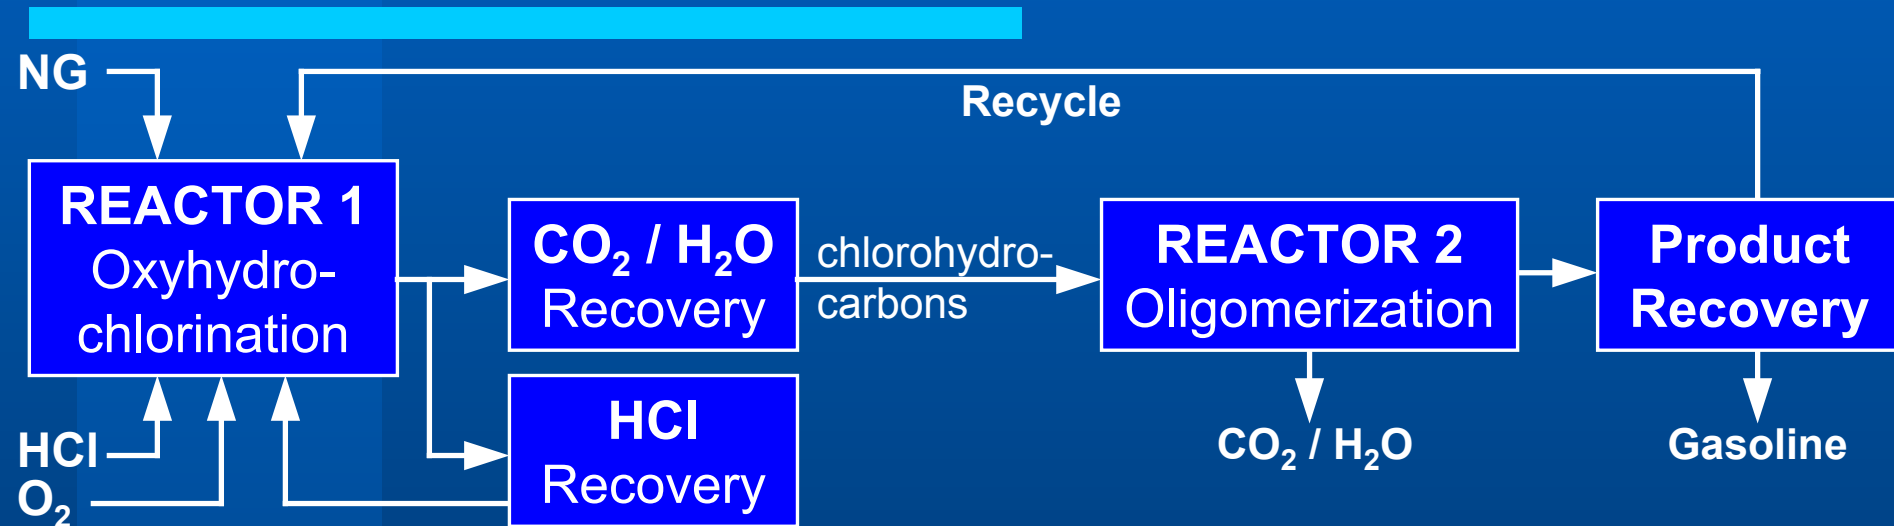 NG
Recycle
REACTOR 1
Oxyhydro-
chlorination
CO₂ / H₂O
Recovery
chlorohydro-
carbons
REACTOR 2
Oligomerization
Product
Recovery
HCl
Recovery
HCl
O₂
CO₂ / H₂O
Gasoline